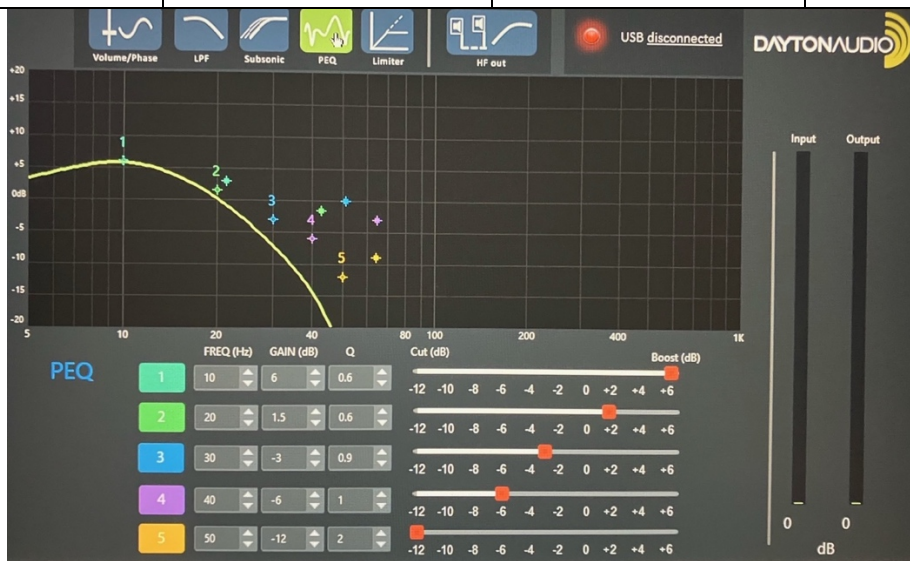 Volume/Phase LPF Subsonic PEQ Limiter HF out
USB disconnected
DAYTON AUDIO
+20
+15
+10
+5
0dB
-5
-10
-15
-20
1
2
3
4
5
5 10 20 40 80 100 200 400 1K
Input Output
0 0
dB
PEQ
FREQ (Hz) GAIN (dB) Q Cut (dB) Boost (dB)
1 10 6 0.6
-12 -10 -8 -6 -4 -2 0 +2 +4 +6
2 20 1.5 0.6
-12 -10 -8 -6 -4 -2 0 +2 +4 +6
3 30 -3 0.9
-12 -10 -8 -6 -4 -2 0 +2 +4 +6
4 40 -6 1
-12 -10 -8 -6 -4 -2 0 +2 +4 +6
5 50 -12 2
-12 -10 -8 -6 -4 -2 0 +2 +4 +6